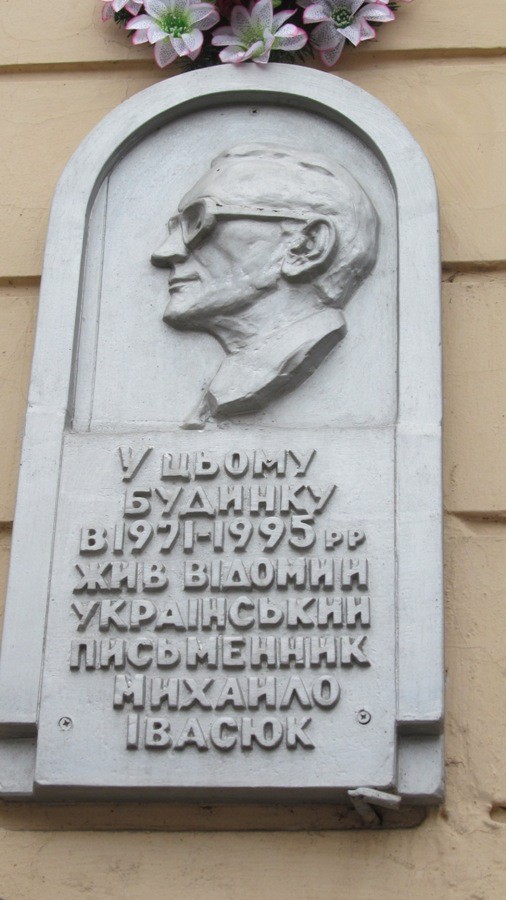 У ЦЬОМУ
БУДИНКУ
В 1971-1995 РР
ЖИВ ВІДОМИЙ
УКРАЇНСЬКИЙ
ПИСЬМЕННИК
МИХАЙЛО
ІВАСЮК